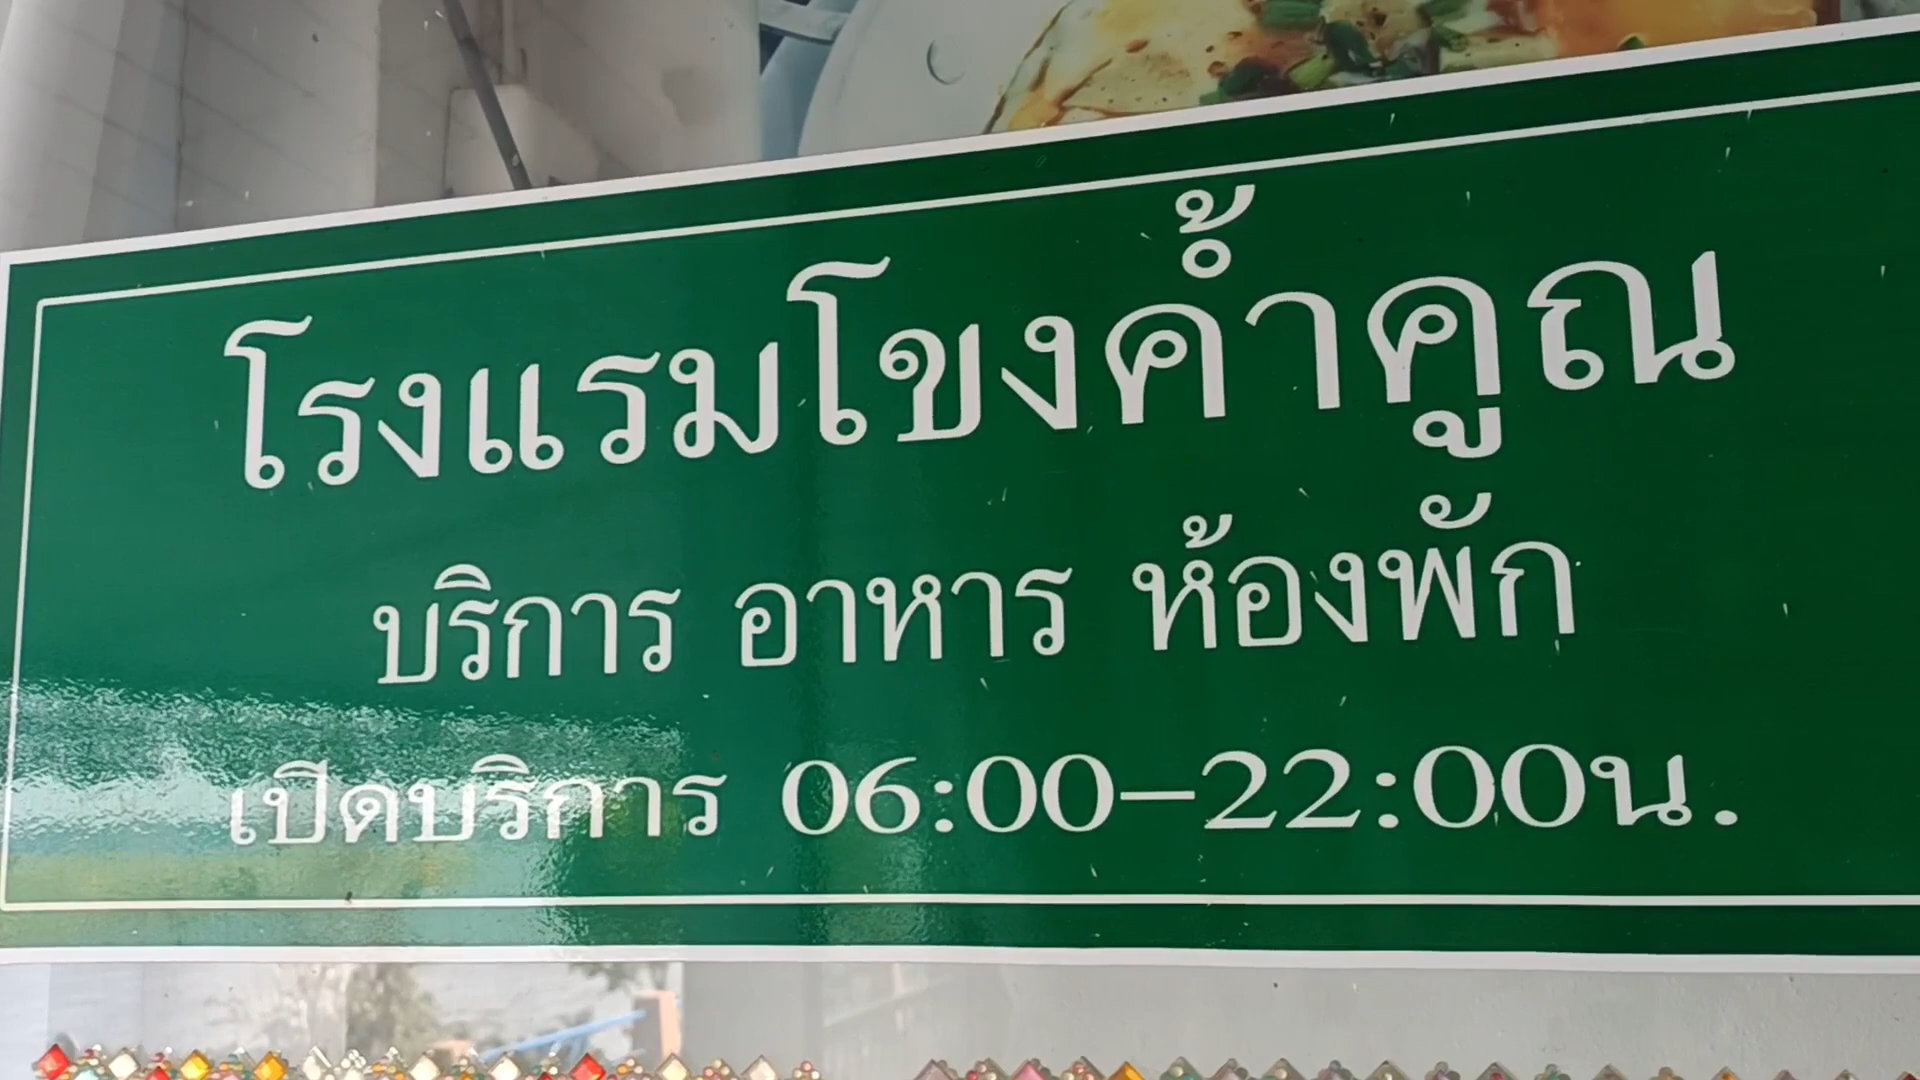 โรงแรมโขงค้ำคูณ
บริการ อาหาร ห้องพัก
เปิดบริการ 06:00-22:00น.